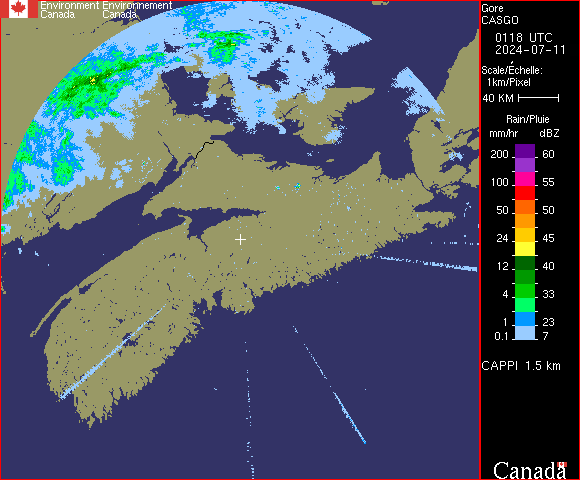 Environment Environnement
Canada Canada
Gore
CASGO
0118 UTC
2024-07-11
Scale/Échelle:
1km/Pixel
40 KM
Rain/Pluie
mm/hr dBZ
200 60
100 55
50 50
24 45
12 40
4 33
1 23
0.1 7
CAPPI 1.5 km
Canada